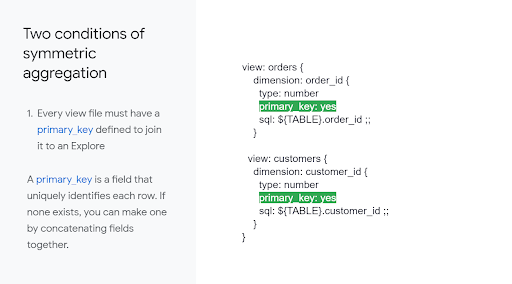 Two conditions of
symmetric
aggregation
1. Every view file must have a
primary_key defined to join
it to an Explore
A primary_key is a field that
uniquely identifies each row. If
none exists, you can make one
by concatenating fields
together.
view: orders {
dimension: order_id {
type: number
primary_key: yes
sql: ${TABLE}.order_id ;;
}
view: customers {
dimension: customer_id {
type: number
primary_key: yes
sql: ${TABLE}.customer_id ;;
}
}